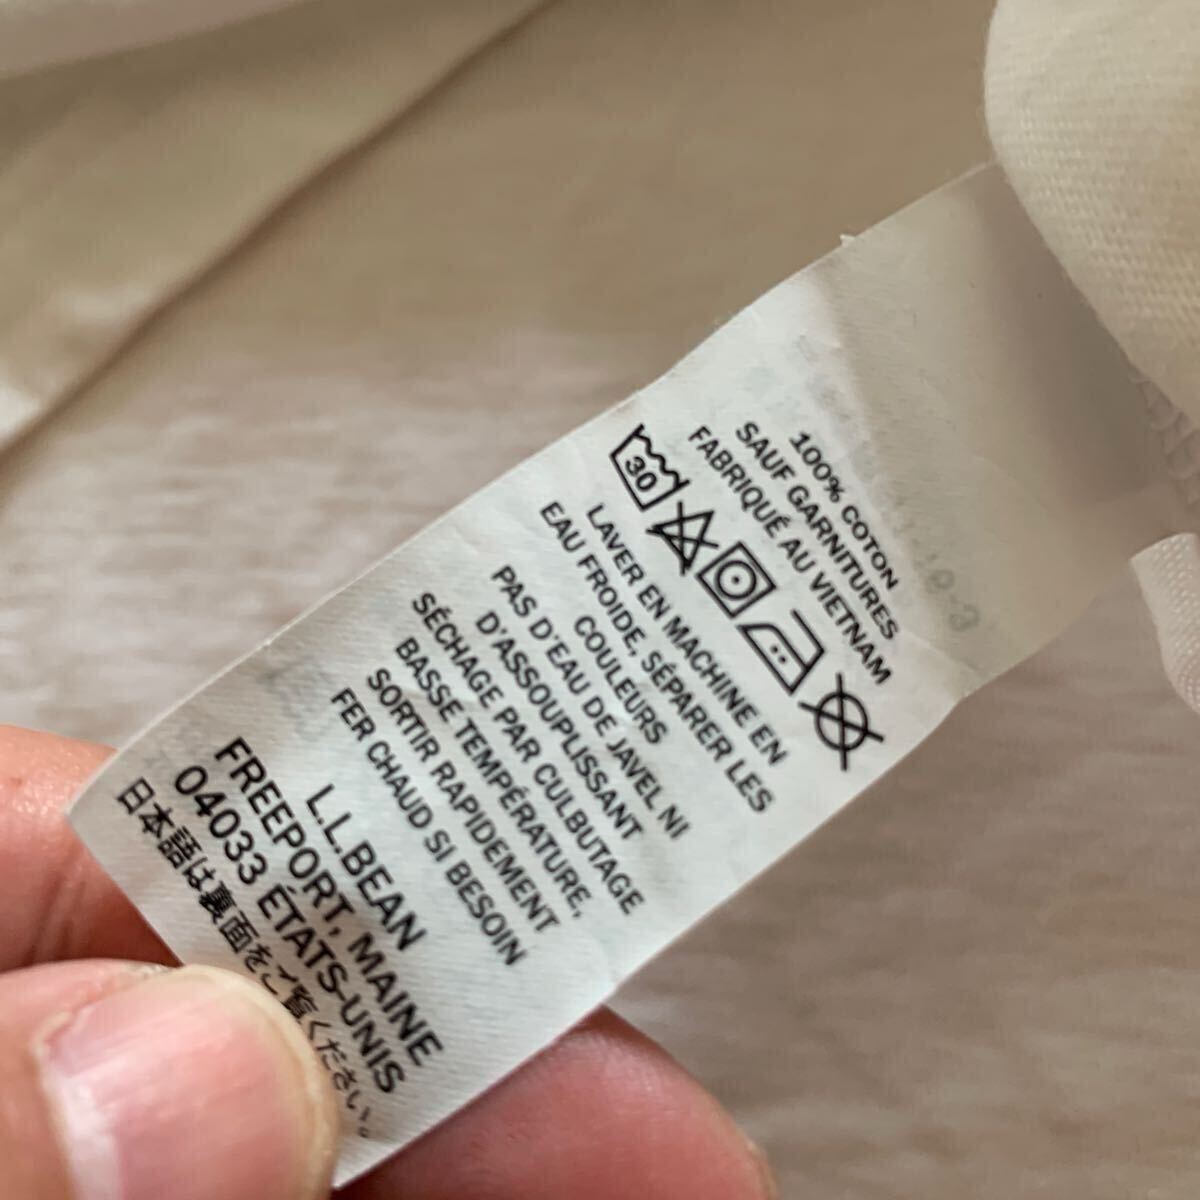 100% COTON
SAUF GARNITURES
FABRIQUÉ AU VIETNAM
30
LAVER EN MACHINE EN
EAU FROIDE, SÉPARER LES
COULEURS
PAS D'EAU DE JAVEL NI
D'ASSOUPLISSANT
SÉCHAGE PAR CULBUTAGE
BASSE TEMPÉRATURE,
SORTIR RAPIDEMENT
FER CHAUD SI BESOIN
L.L.BEAN
FREEPORT, MAINE
04033 ÉTATS-UNIS
日本語は裏面をご覧ください。